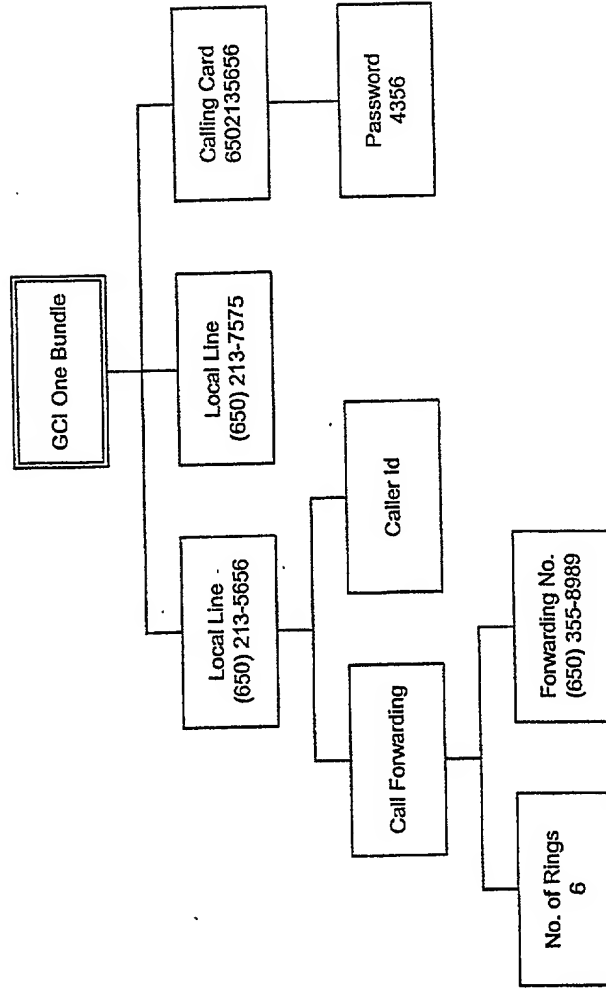 GCI One Bundle
Local Line
(650) 213-5656
Local Line
(650) 213-7575
Calling Card
6502135656
Call Forwarding
Caller Id
Password
4356
No. of Rings
6
Forwarding No.
(650) 355-8989